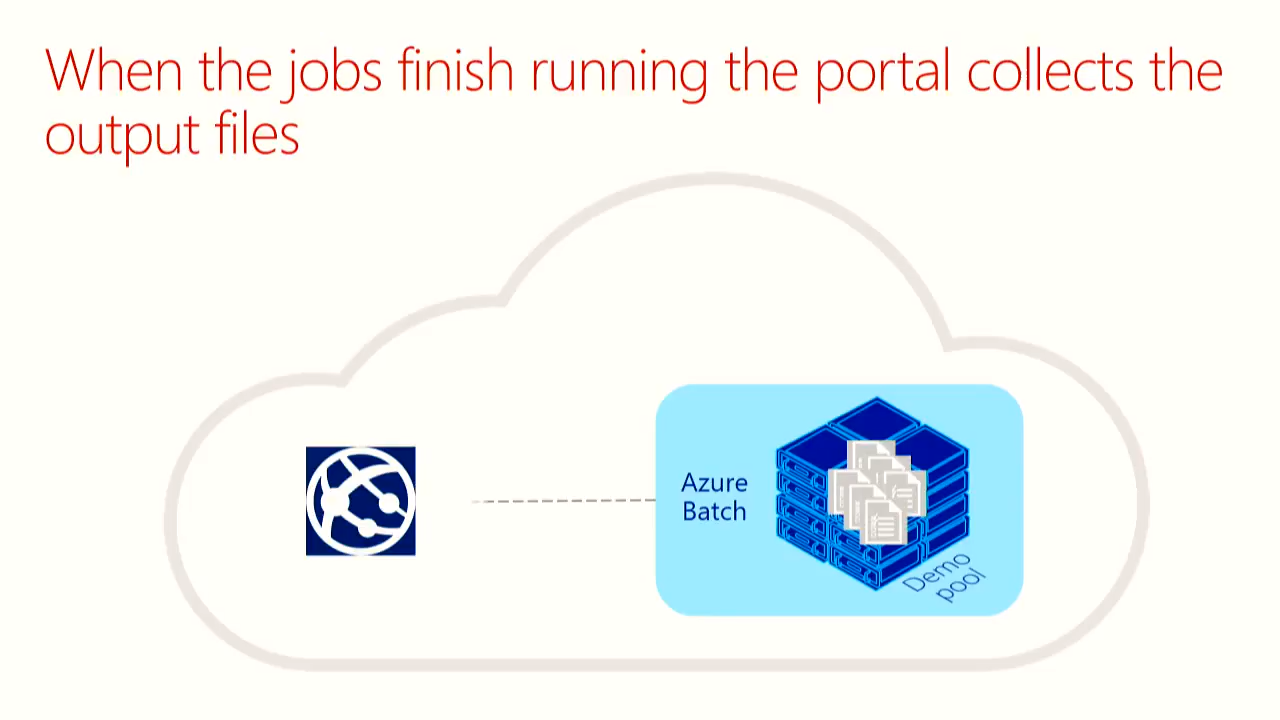 When the jobs finish running the portal collects the
output files
Azure
Batch
Demo
pool